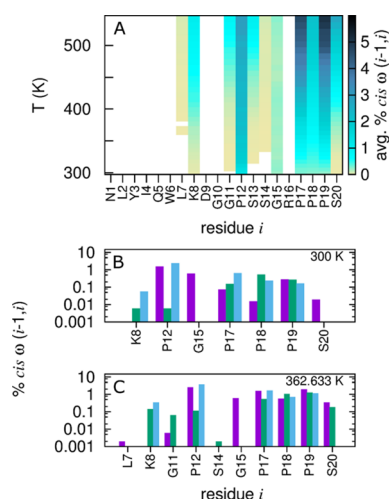 A
T (K)
500
400
300
N1 L2 Y3 I4 Q5 W6 L7 K8 D9 G10 G11 P12 P13 S14 G15 R16 P17 P18 P19 S20
residue i
6
5
4
3
2
1
0
avg. % cis ω (i-1,i)
B
300 K
10
1
0.1
0.01
0.001
K8 P12 G15 P17 P18 P19 S20
% cis ω (i-1,i)
C
362.633 K
10
1
0.1
0.01
0.001
L7 K8 G11 P12 S14 G15 P17 P18 P19 S20
residue i